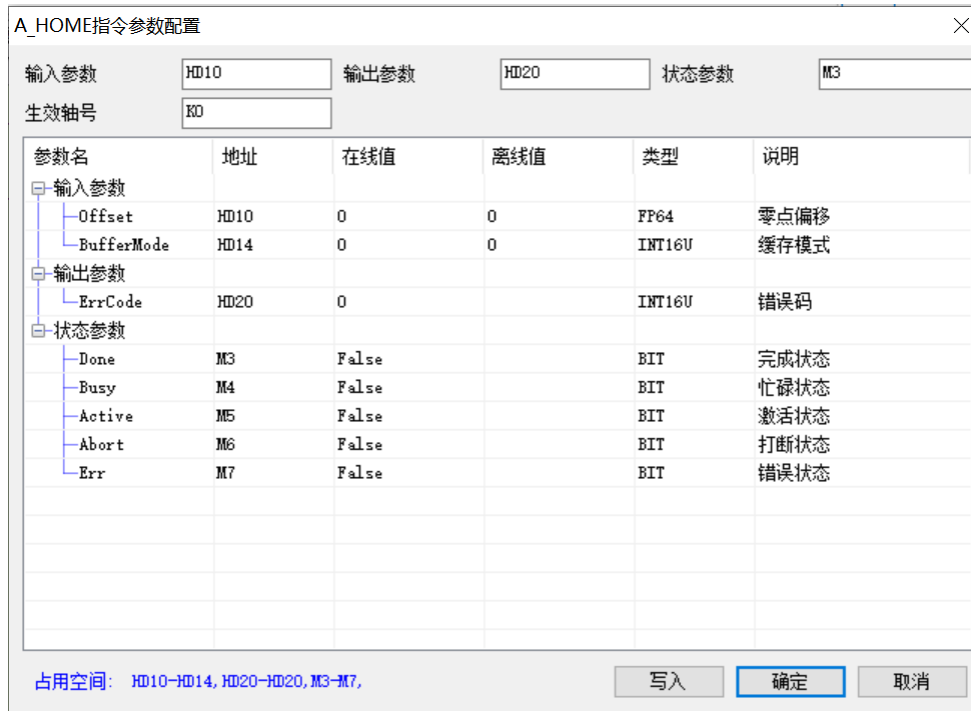 A_HOME指令参数配置
输入参数 HD10 输出参数 HD20 状态参数 M3
生效轴号 K0
参数名 地址 在线值 离线值 类型 说明
输入参数
Offset HD10 0 0 FP64 零点偏移
BufferMode HD14 0 0 INT16U 缓存模式
输出参数
ErrCode HD20 0 INT16U 错误码
状态参数
Done M3 False BIT 完成状态
Busy M4 False BIT 忙碌状态
Active M5 False BIT 激活状态
Abort M6 False BIT 打断状态
Err M7 False BIT 错误状态
占用空间: HD10-HD14,HD20-HD20,M3-M7, 写入 确定 取消